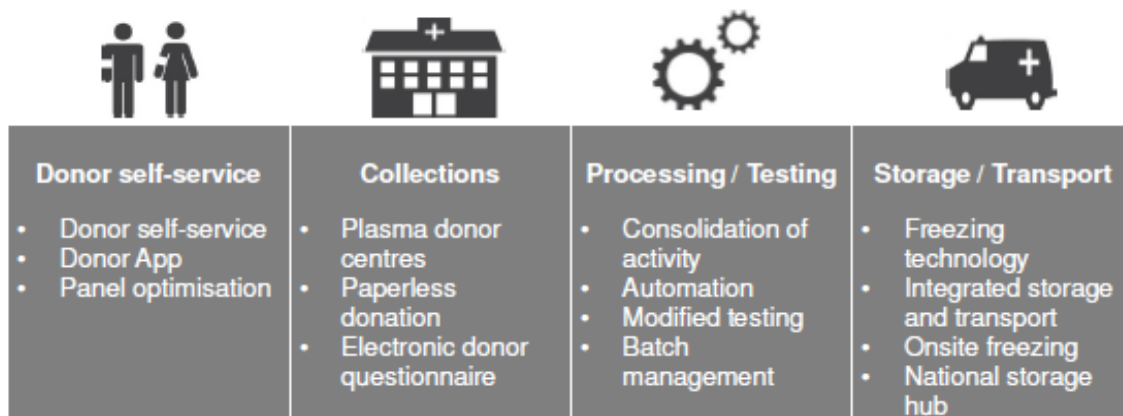 Donor self-service
• Donor self-service
• Donor App
• Panel optimisation
Collections
• Plasma donor
centres
• Paperless
donation
• Electronic donor
questionnaire
Processing / Testing
• Consolidation of
activity
• Automation
• Modified testing
• Batch
management
Storage / Transport
• Freezing
technology
• Integrated storage
and transport
• Onsite freezing
• National storage
hub